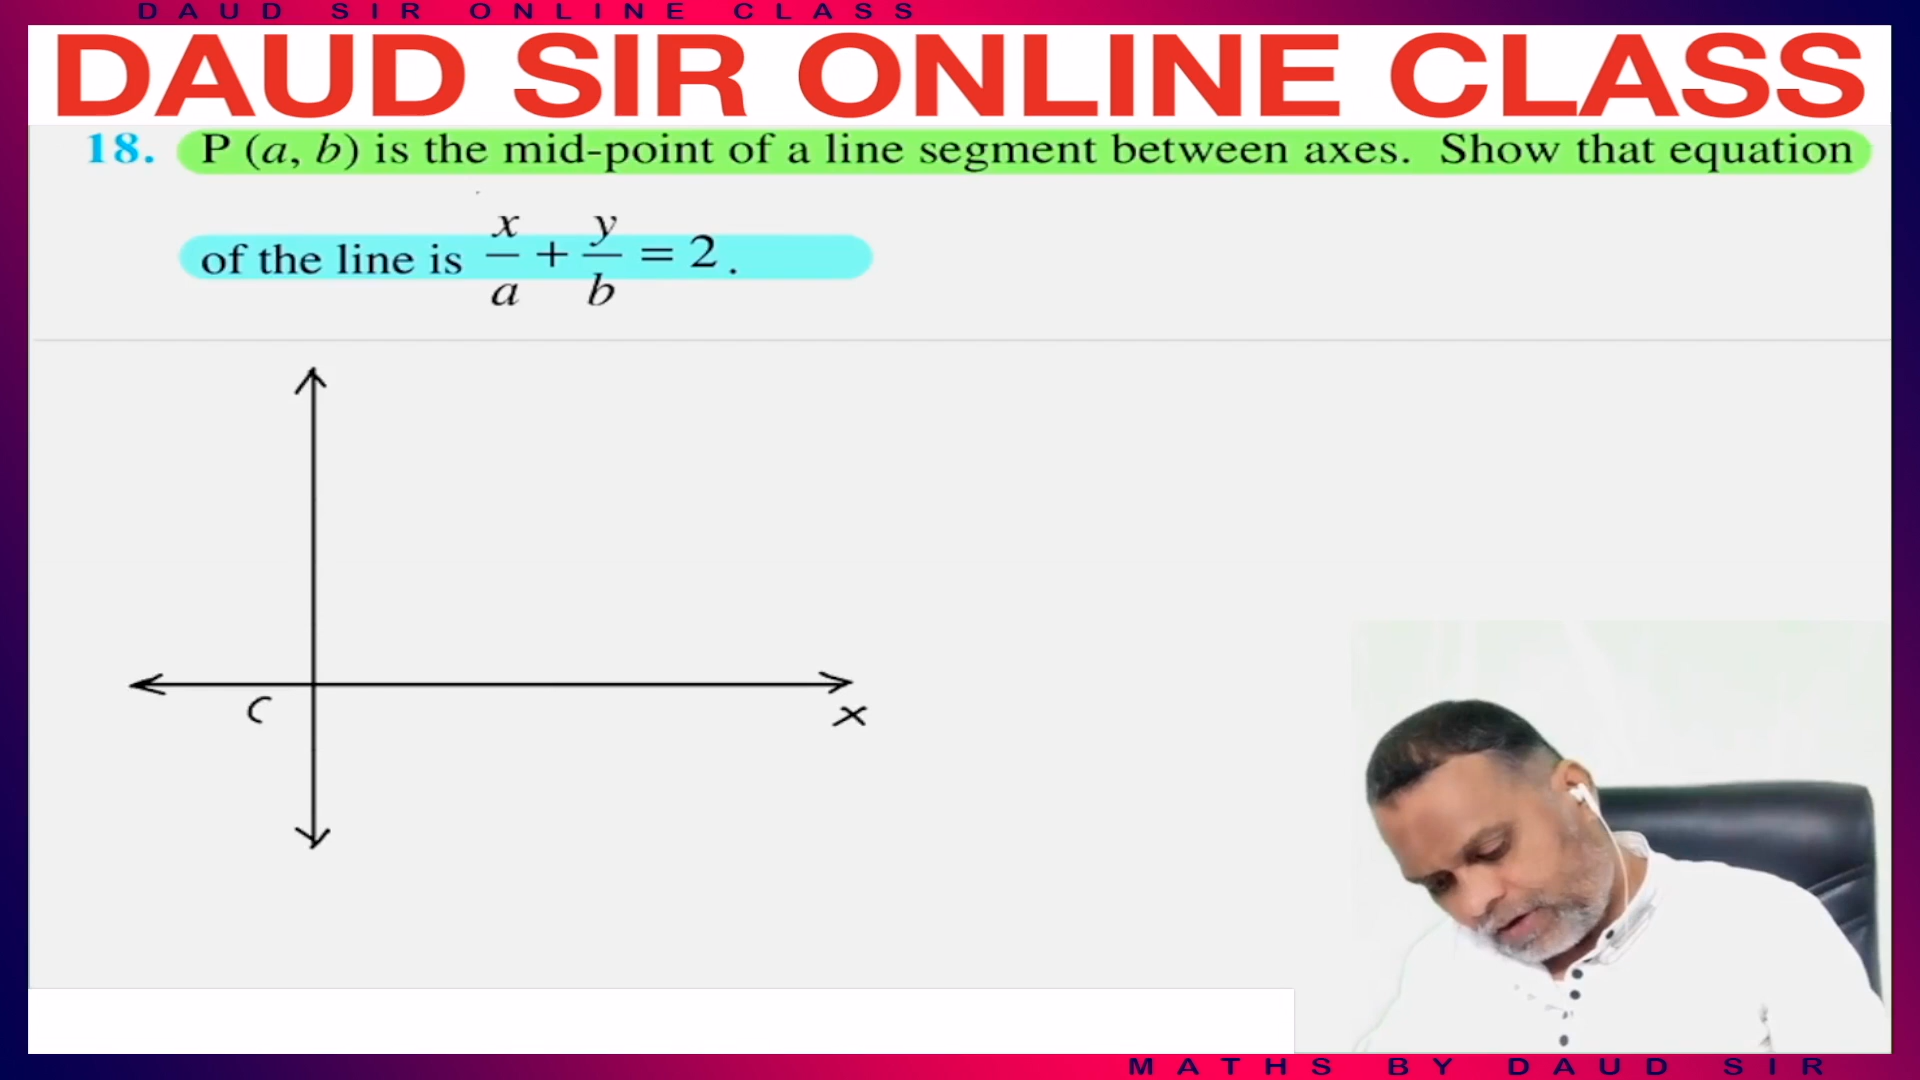 DAUD SIR ONLINE CLASS
DAUD SIR ONLINE CLASS
18. P (a, b) is the mid-point of a line segment between axes. Show that equation
of the line is x/a + y/b = 2.
C
x
MATHS BY DAUD SIR